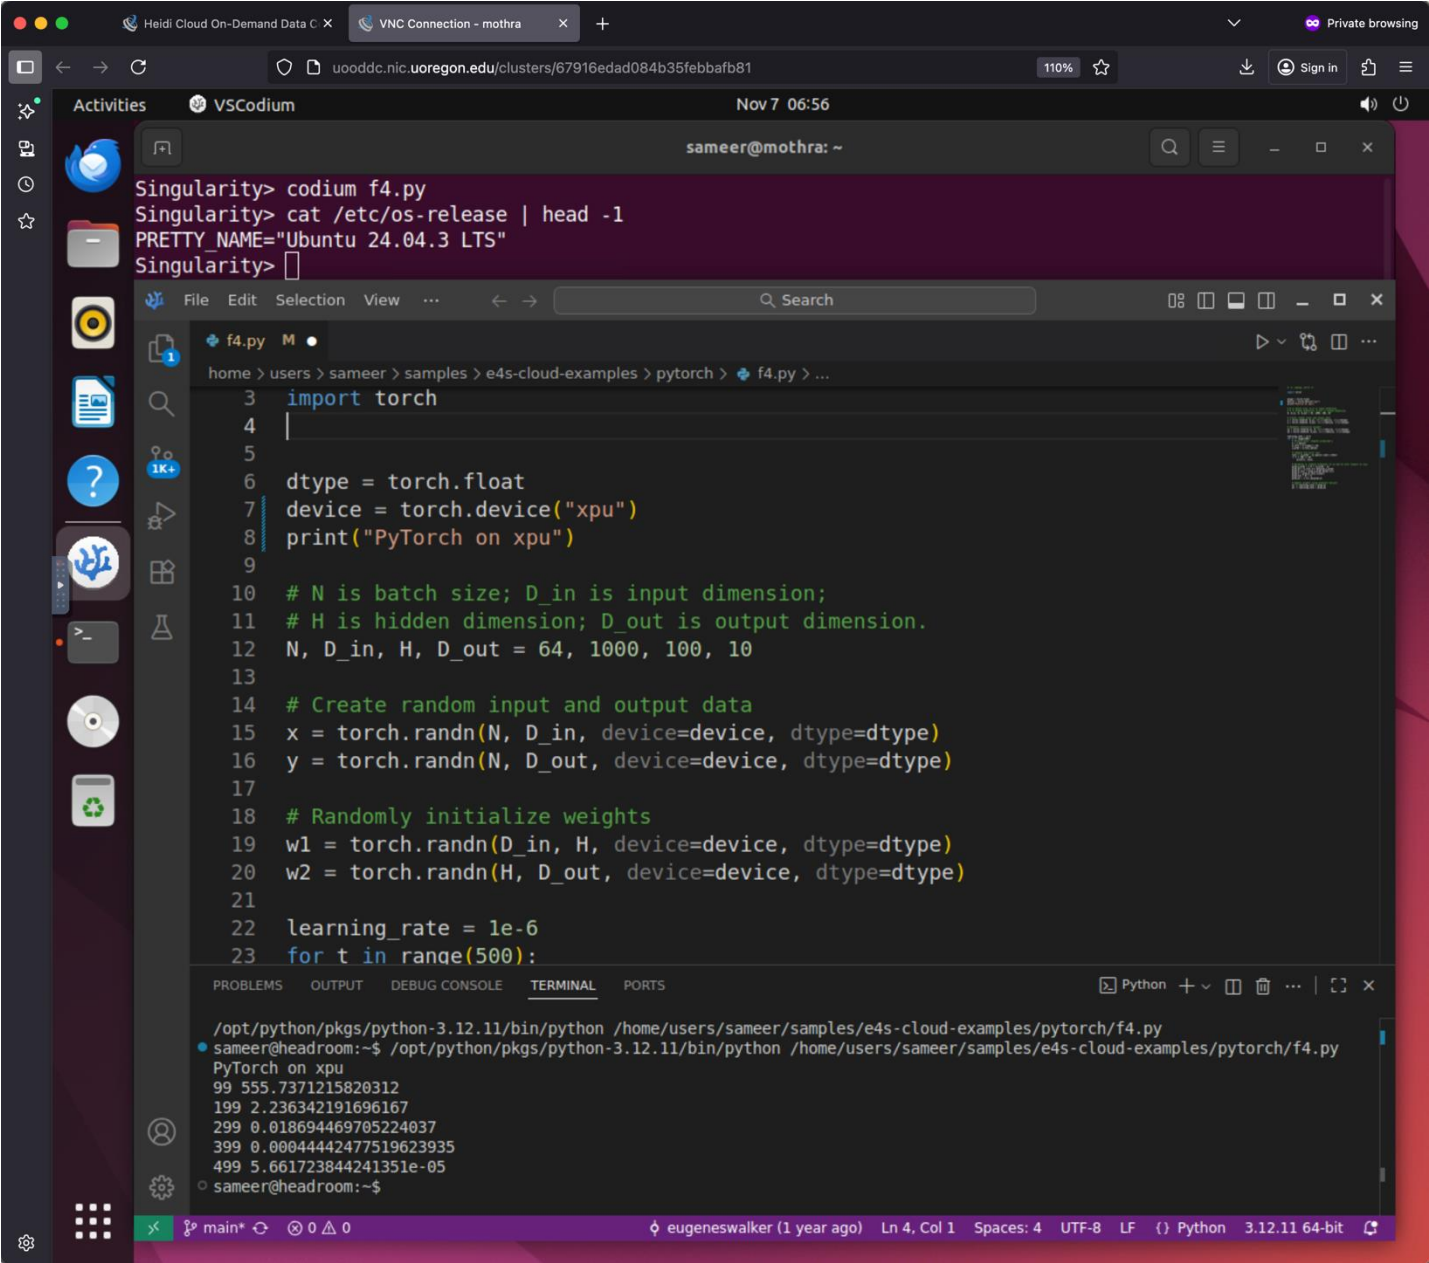 Heidi Cloud On-Demand Data C
VNC Connection - mothra
Private browsing
uooddc.nic.uoregon.edu/clusters/67916edad084b35febbafb81
110%
Sign in
Activities
VSCodium
Nov 7 06:56
sameer@mothra: ~
Singularity> codium f4.py
Singularity> cat /etc/os-release | head -1
PRETTY_NAME="Ubuntu 24.04.3 LTS"
Singularity>
File Edit Selection View ···
Search
f4.py M
1
home > users > sameer > samples > e4s-cloud-examples > pytorch > f4.py > ...
3 import torch
4
5
1K+
6 dtype = torch.float
7 device = torch.device("xpu")
8 print("PyTorch on xpu")
9
10 # N is batch size; D_in is input dimension;
11 # H is hidden dimension; D_out is output dimension.
12 N, D_in, H, D_out = 64, 1000, 100, 10
13
14 # Create random input and output data
15 x = torch.randn(N, D_in, device=device, dtype=dtype)
16 y = torch.randn(N, D_out, device=device, dtype=dtype)
17
18 # Randomly initialize weights
19 w1 = torch.randn(D_in, H, device=device, dtype=dtype)
20 w2 = torch.randn(H, D_out, device=device, dtype=dtype)
21
22 learning_rate = 1e-6
23 for t in range(500):
PROBLEMS OUTPUT DEBUG CONSOLE TERMINAL PORTS
Python
/opt/python/pkgs/python-3.12.11/bin/python /home/users/sameer/samples/e4s-cloud-examples/pytorch/f4.py
sameer@headroom:~$ /opt/python/pkgs/python-3.12.11/bin/python /home/users/sameer/samples/e4s-cloud-examples/pytorch/f4.py
PyTorch on xpu
99 555.7371215820312
199 2.236342191696167
299 0.018694469705224037
399 0.00044442477519623935
499 5.661723844241351e-05
sameer@headroom:~$
main* 0 0 eugeneswalker (1 year ago) Ln 4, Col 1 Spaces: 4 UTF-8 LF {} Python 3.12.11 64-bit